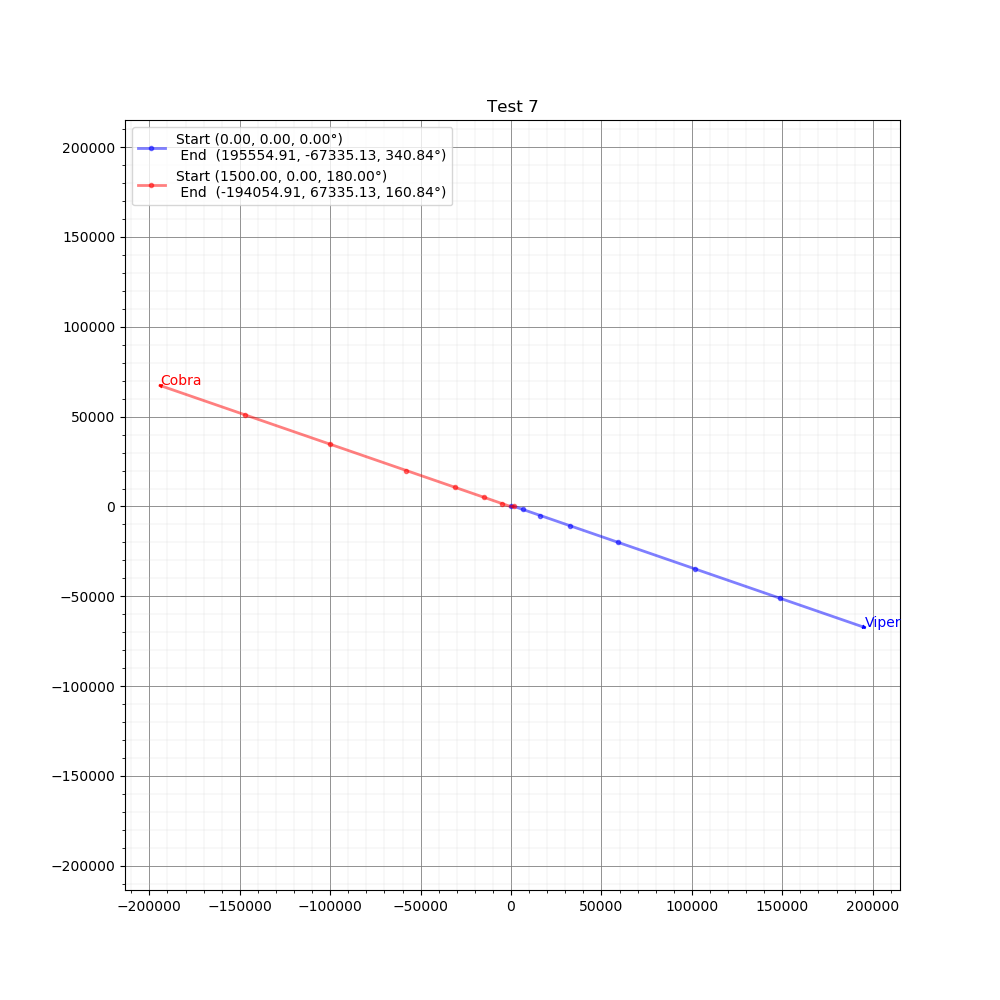 Test 7
Start (0.00, 0.00, 0.00°)
End (195554.91, -67335.13, 340.84°)
Start (1500.00, 0.00, 180.00°)
End (-194054.91, 67335.13, 160.84°)
200000
150000
100000
50000
0
−50000
−100000
−150000
−200000
Cobra
Viper
−200000 −150000 −100000 −50000 0 50000 100000 150000 200000